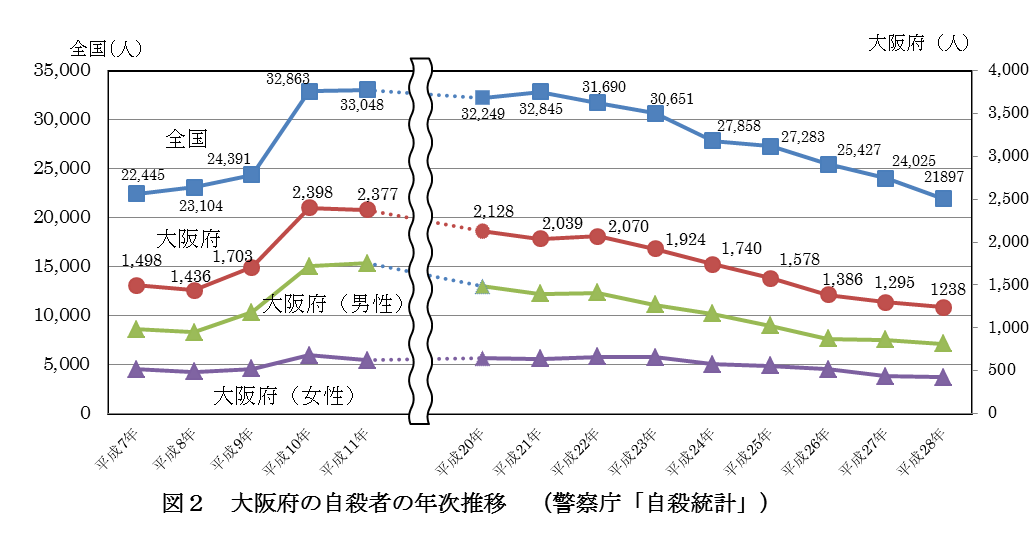 全国(人)
大阪府（人）
35,000
30,000
25,000
20,000
15,000
10,000
5,000
0
4,000
3,500
3,000
2,500
2,000
1,500
1,000
500
0
全国
22,445
23,104
24,391
32,863
33,048
32,249
32,845
31,690
30,651
27,858
27,283
25,427
24,025
21897
大阪府
1,498
1,436
1,703
2,398
2,377
2,128
2,039
2,070
1,924
1,740
1,578
1,386
1,295
1238
大阪府（男性）
大阪府（女性）
平成7年
平成8年
平成9年
平成10年
平成11年
平成20年
平成21年
平成22年
平成23年
平成24年
平成25年
平成26年
平成27年
平成28年
図２　大阪府の自殺者の年次推移　（警察庁「自殺統計」）